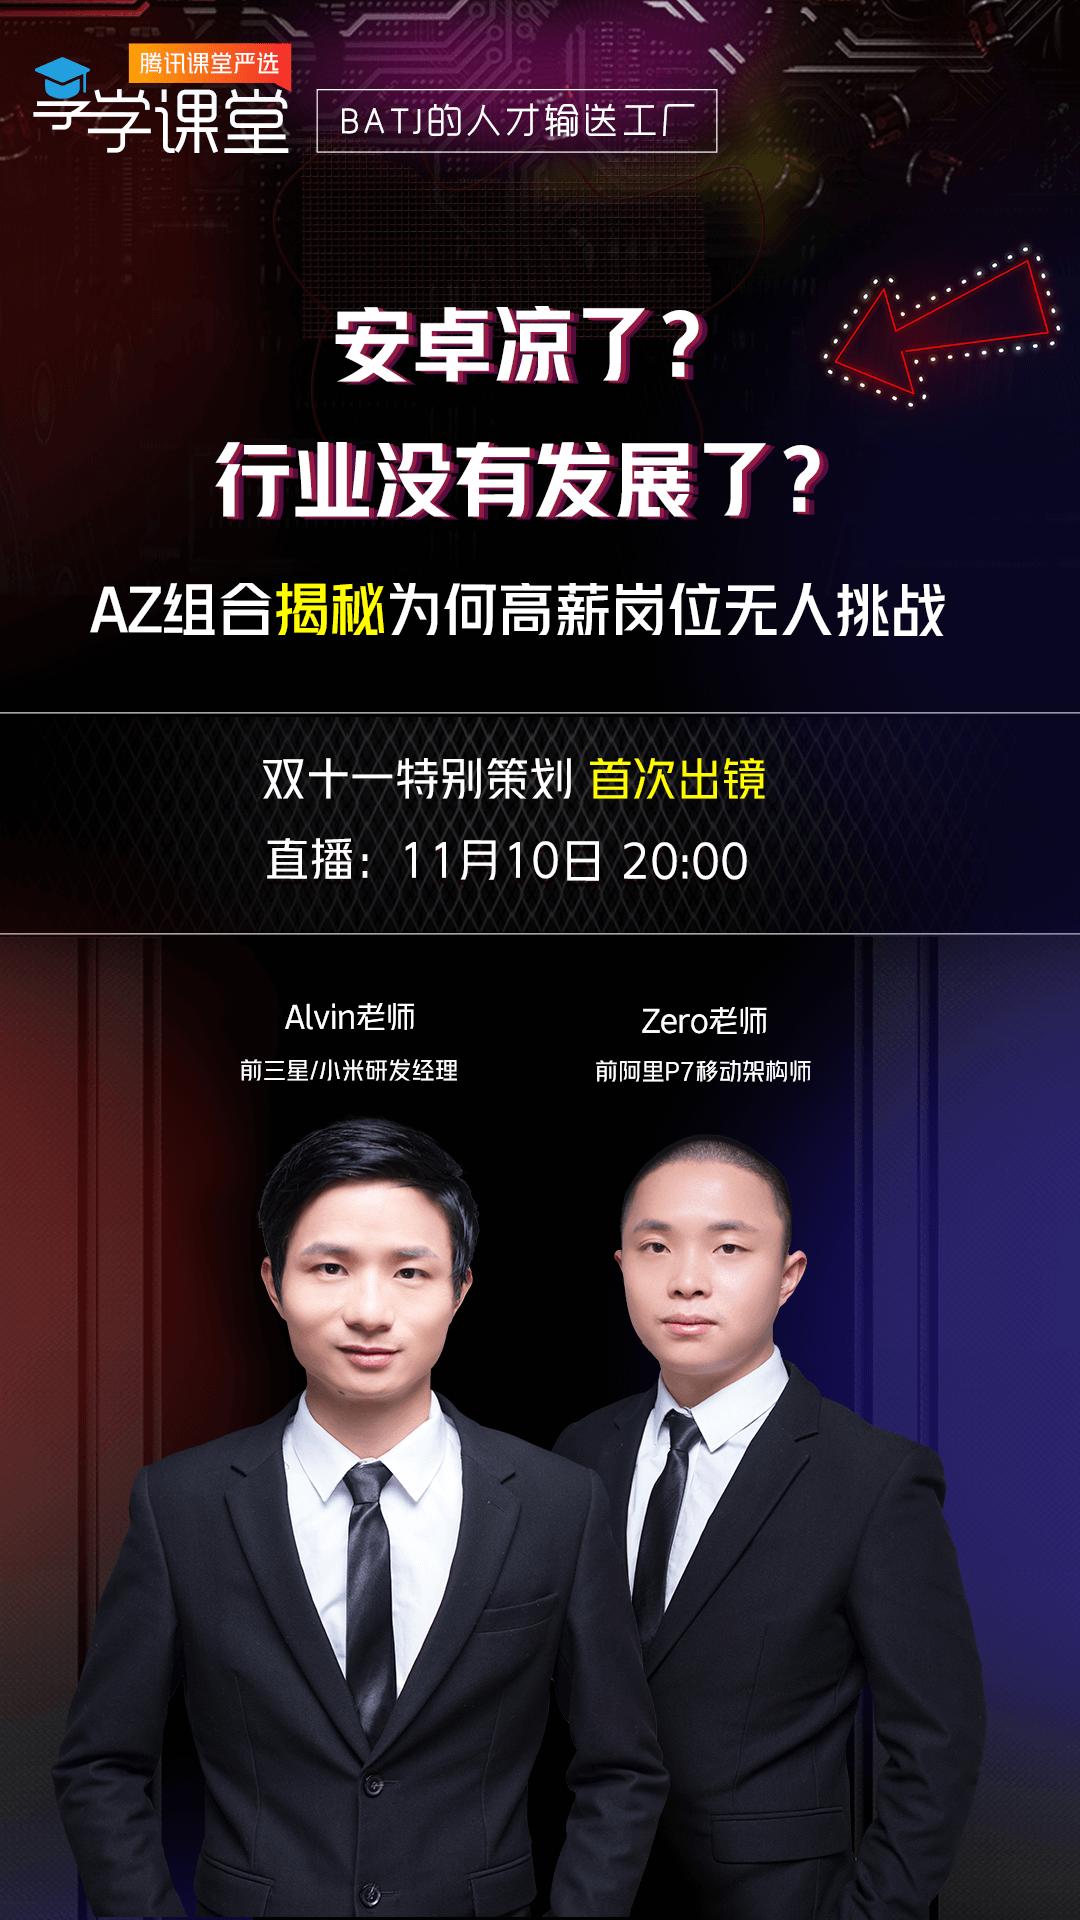 腾讯课堂严选
享学课堂
BATJ的人才输送工厂
安卓凉了？
行业没有发展了？
AZ组合揭秘为何高薪岗位无人挑战
双十一特别策划 首次出镜
直播：11月10日 20:00
Alvin老师
前三星/小米研发经理
Zero老师
前阿里P7移动架构师